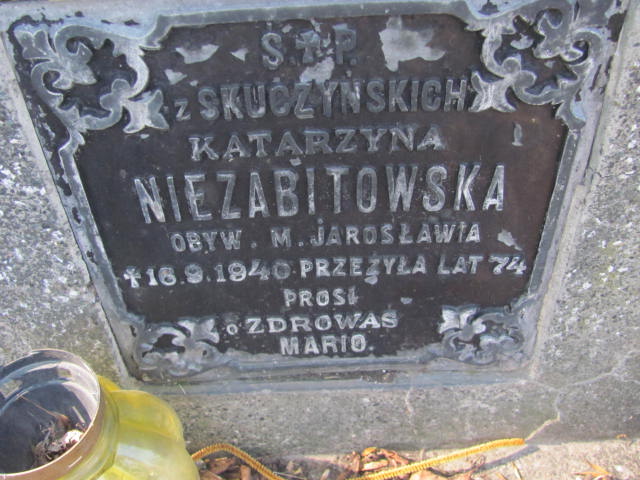 Ś✝P.
z SKUCZYŃSKICH
KATARZYNA
NIEZABITOWSKA
OBYW. M. JAROSŁAWIA
✝16.9.1940 PRZEŻYŁA LAT 74
PROSI
o ZDROWAŚ
MARIO.